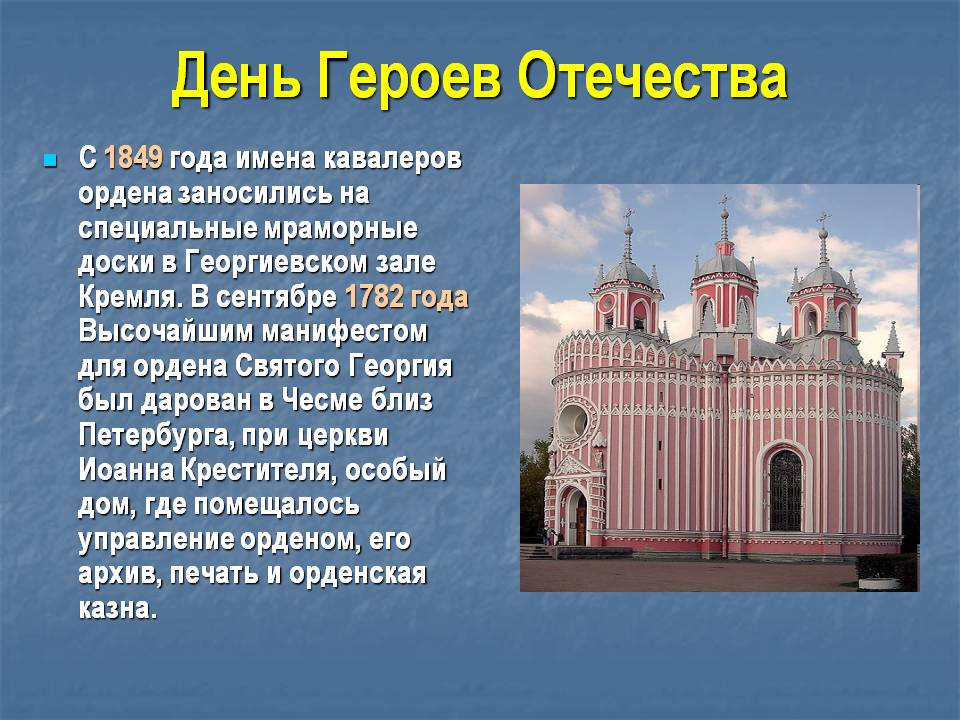 День Героев Отечества
С 1849 года имена кавалеров
ордена заносились на
специальные мраморные
доски в Георгиевском зале
Кремля. В сентябре 1782 года
Высочайшим манифестом
для ордена Святого Георгия
был дарован в Чесме близ
Петербурга, при церкви
Иоанна Крестителя, особый
дом, где помещалось
управление орденом, его
архив, печать и орденская
казна.